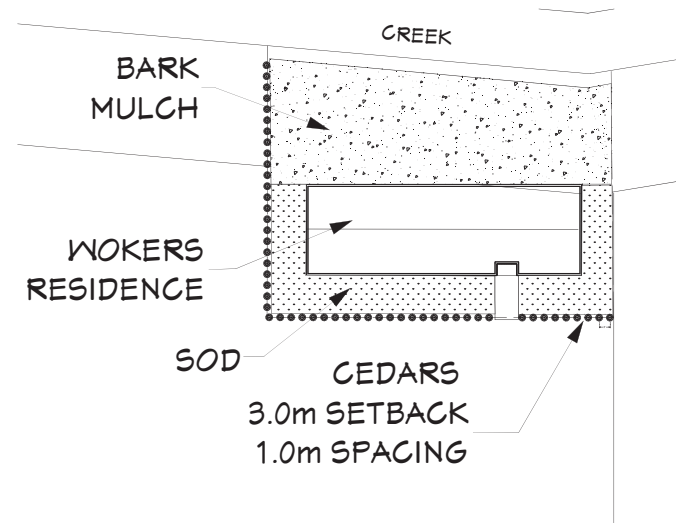 CREEK
BARK
MULCH
WOKERS
RESIDENCE
SOD
CEDARS
3.0m SETBACK
1.0m SPACING